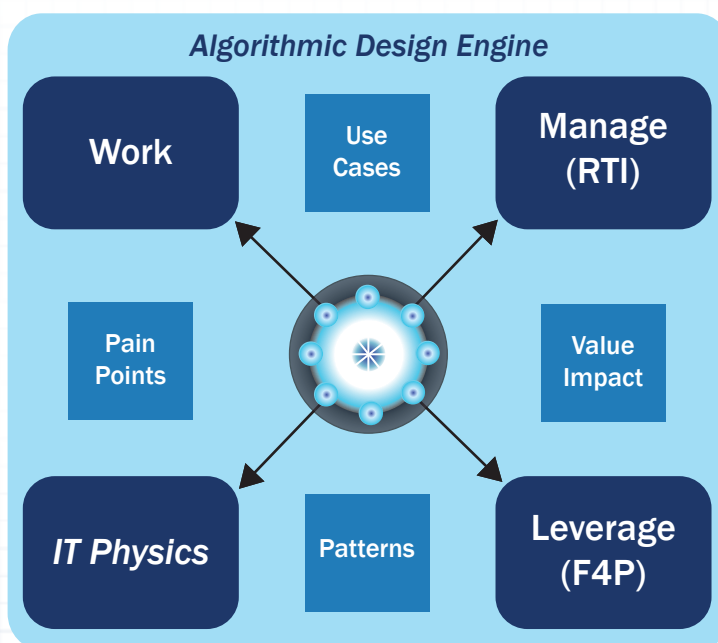 Algorithmic Design Engine
Work
Use
Cases
Manage
(RTI)
Pain
Points
Value
Impact
IT Physics
Patterns
Leverage
(F4P)